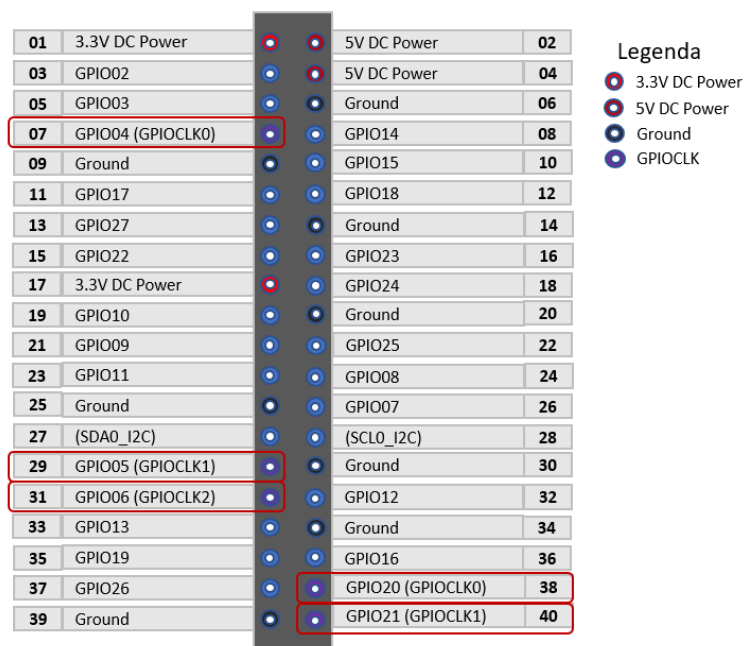 01 3.3V DC Power 5V DC Power 02
03 GPIO02 5V DC Power 04
05 GPIO03 Ground 06
07 GPIO04 (GPIOCLK0) GPIO14 08
09 Ground GPIO15 10
11 GPIO17 GPIO18 12
13 GPIO27 Ground 14
15 GPIO22 GPIO23 16
17 3.3V DC Power GPIO24 18
19 GPIO10 Ground 20
21 GPIO09 GPIO25 22
23 GPIO11 GPIO08 24
25 Ground GPIO07 26
27 (SDA0_I2C) (SCL0_I2C) 28
29 GPIO05 (GPIOCLK1) Ground 30
31 GPIO06 (GPIOCLK2) GPIO12 32
33 GPIO13 Ground 34
35 GPIO19 GPIO16 36
37 GPIO26 GPIO20 (GPIOCLK0) 38
39 Ground GPIO21 (GPIOCLK1) 40
Legenda
3.3V DC Power
5V DC Power
Ground
GPIOCLK